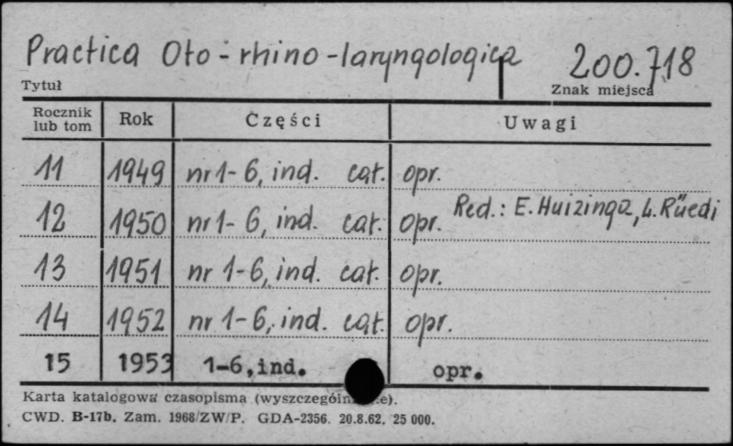 Practica Oto-rhino-laryngologica 200.718
Tytuł Znak miejsca
Rocznik lub tom Rok Części Uwagi
11 1949 nr 1-6, ind. cat. opr.
12 1950 nr 1-6, ind. cat. opr. Red.: E. Huizinga, L. Rűedi
13 1951 nr 1-6, ind. cat. opr.
14 1952 nr 1-6, ind. cat. opr.
15 1953 1-6,ind. opr.
Karta katalogowa czasopisma
CWD. B-17b. Zam. 1968/ZW/P. GDA-2356. 20.8.62. 25 000.